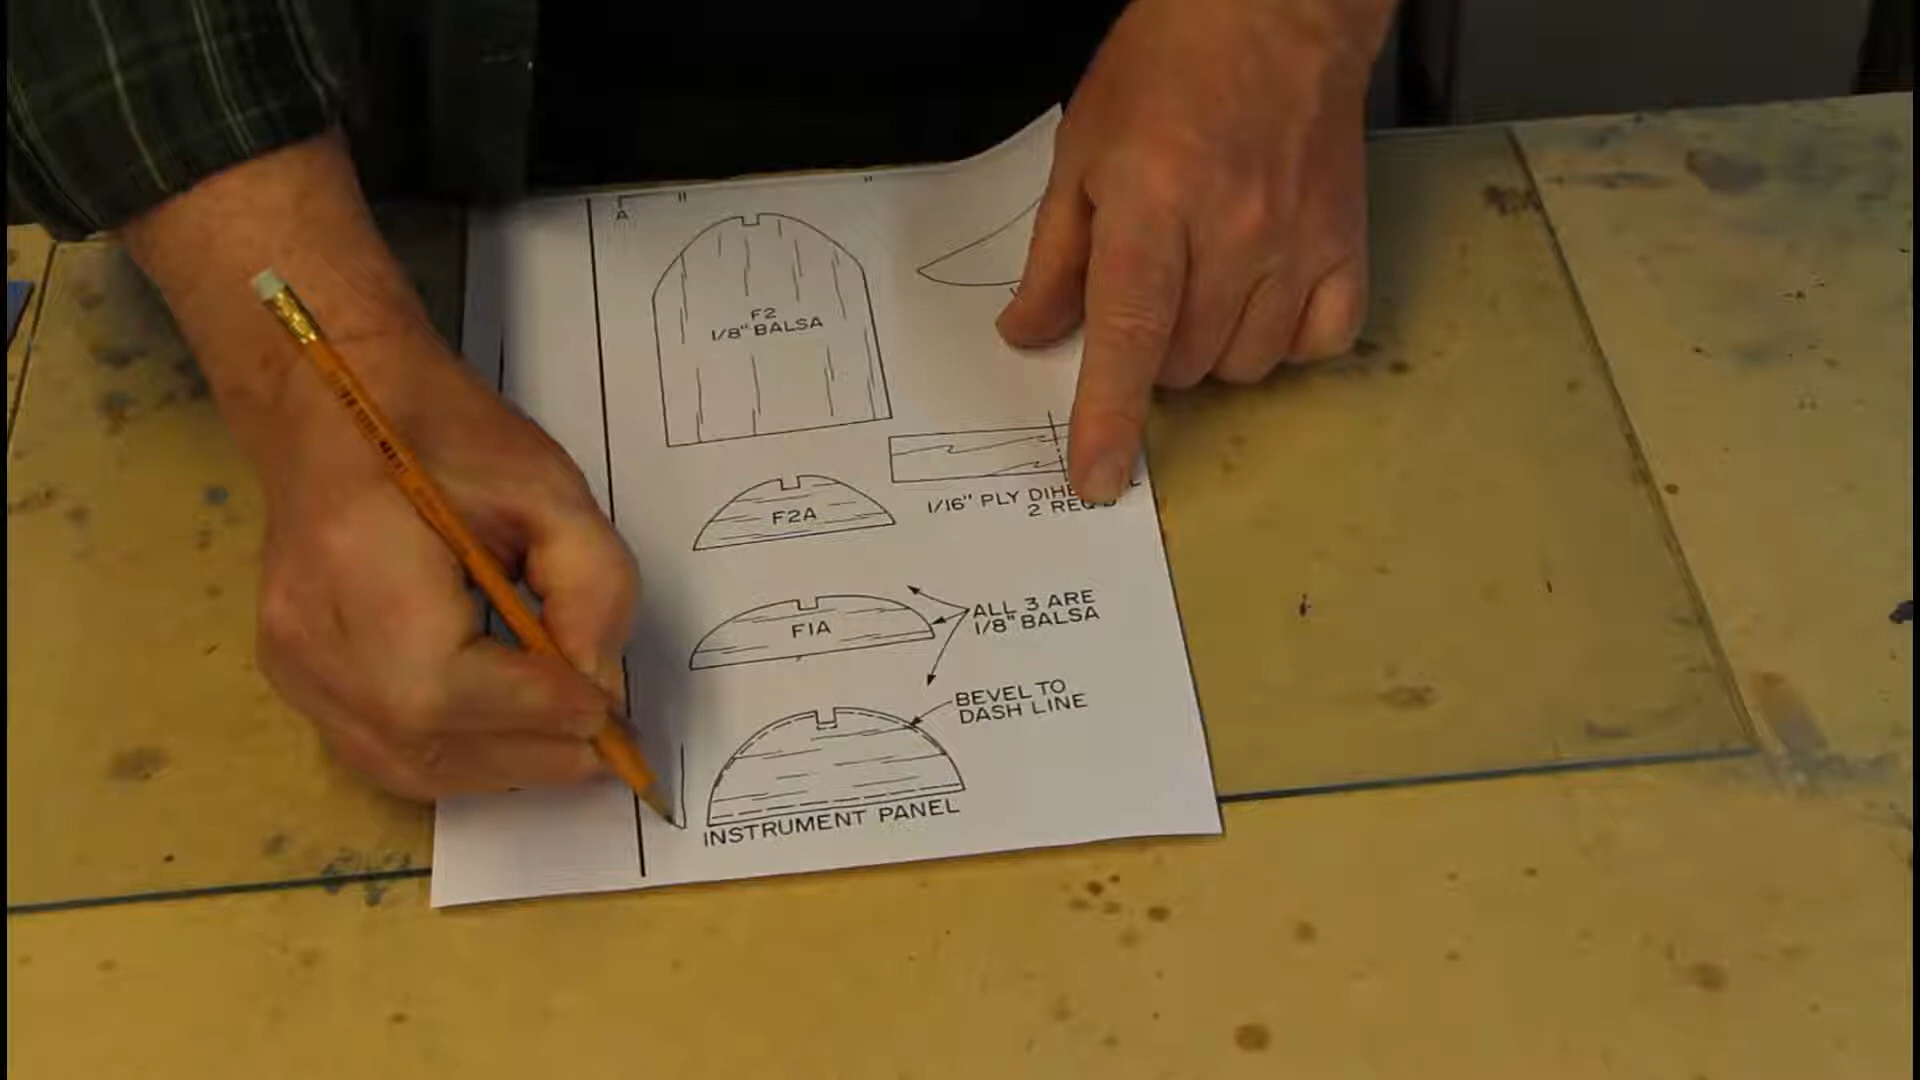 A
F2
1/8" BALSA
F2A
1/16" PLY
2
F1A
ALL 3 ARE
1/8" BALSA
BEVEL TO
DASH LINE
INSTRUMENT PANEL